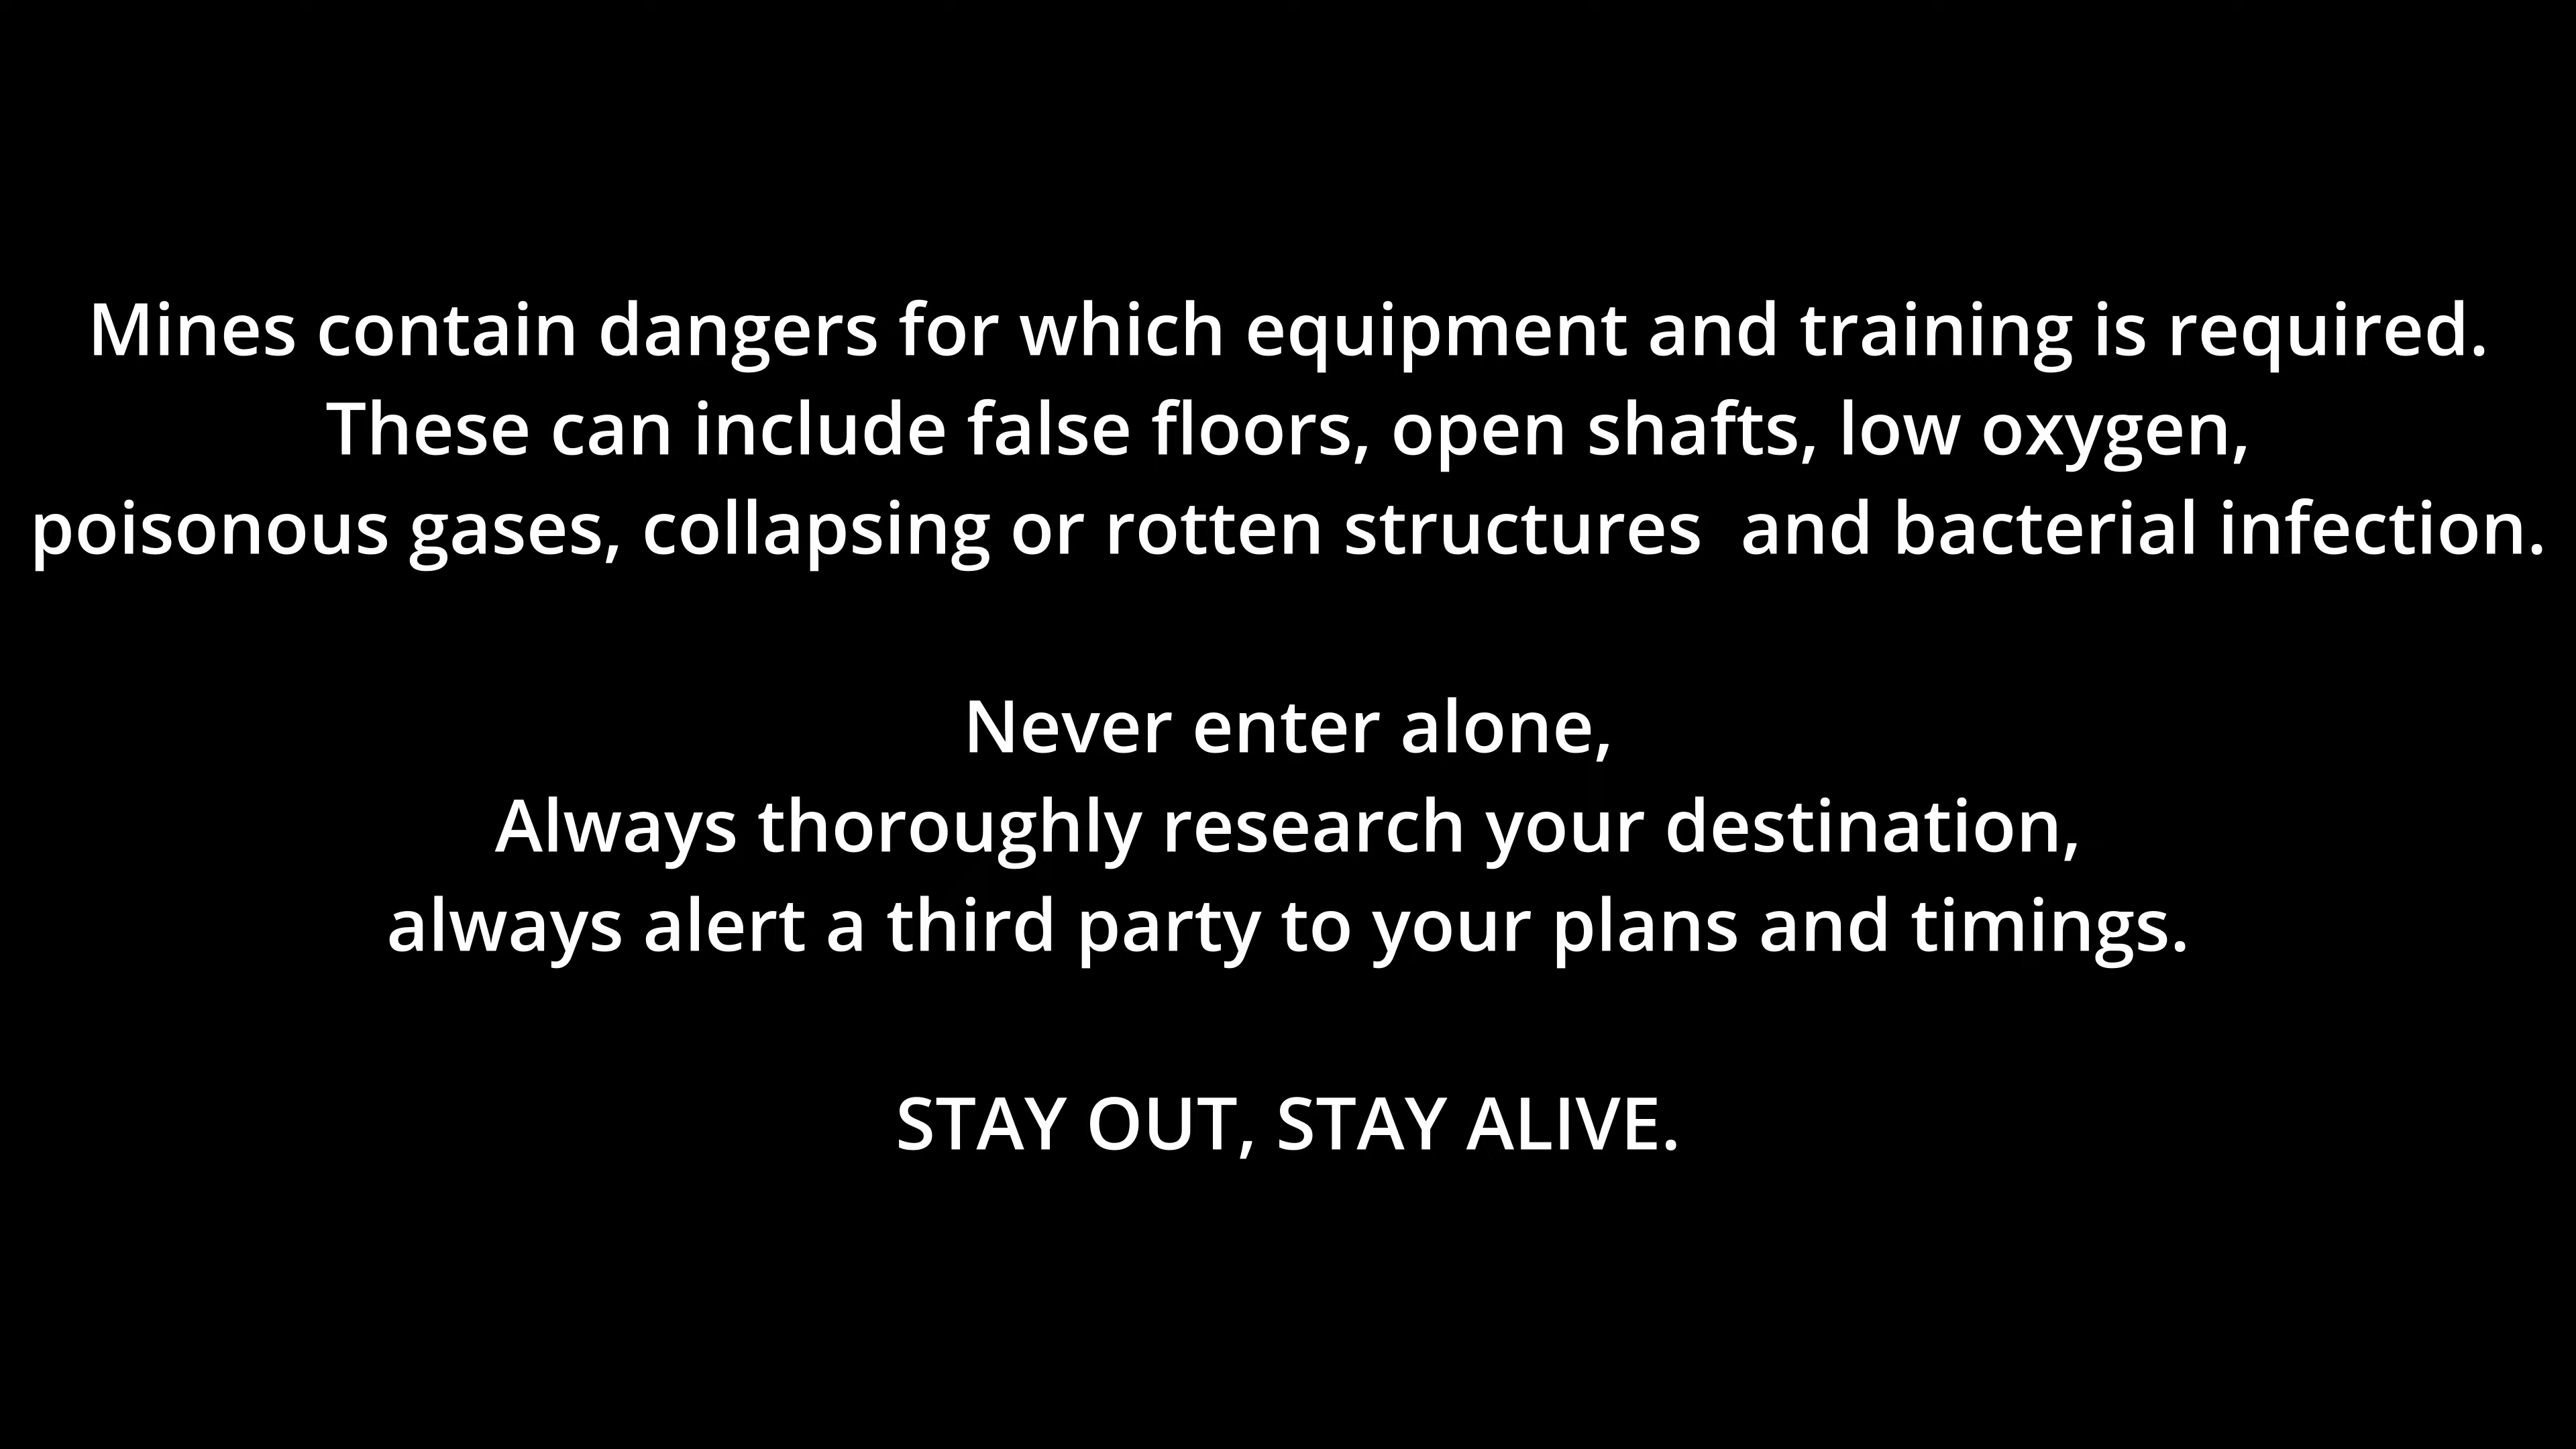 Mines contain dangers for which equipment and training is required.
These can include false floors, open shafts, low oxygen,
poisonous gases, collapsing or rotten structures  and bacterial infection.
Never enter alone,
Always thoroughly research your destination,
always alert a third party to your plans and timings.
STAY OUT, STAY ALIVE.